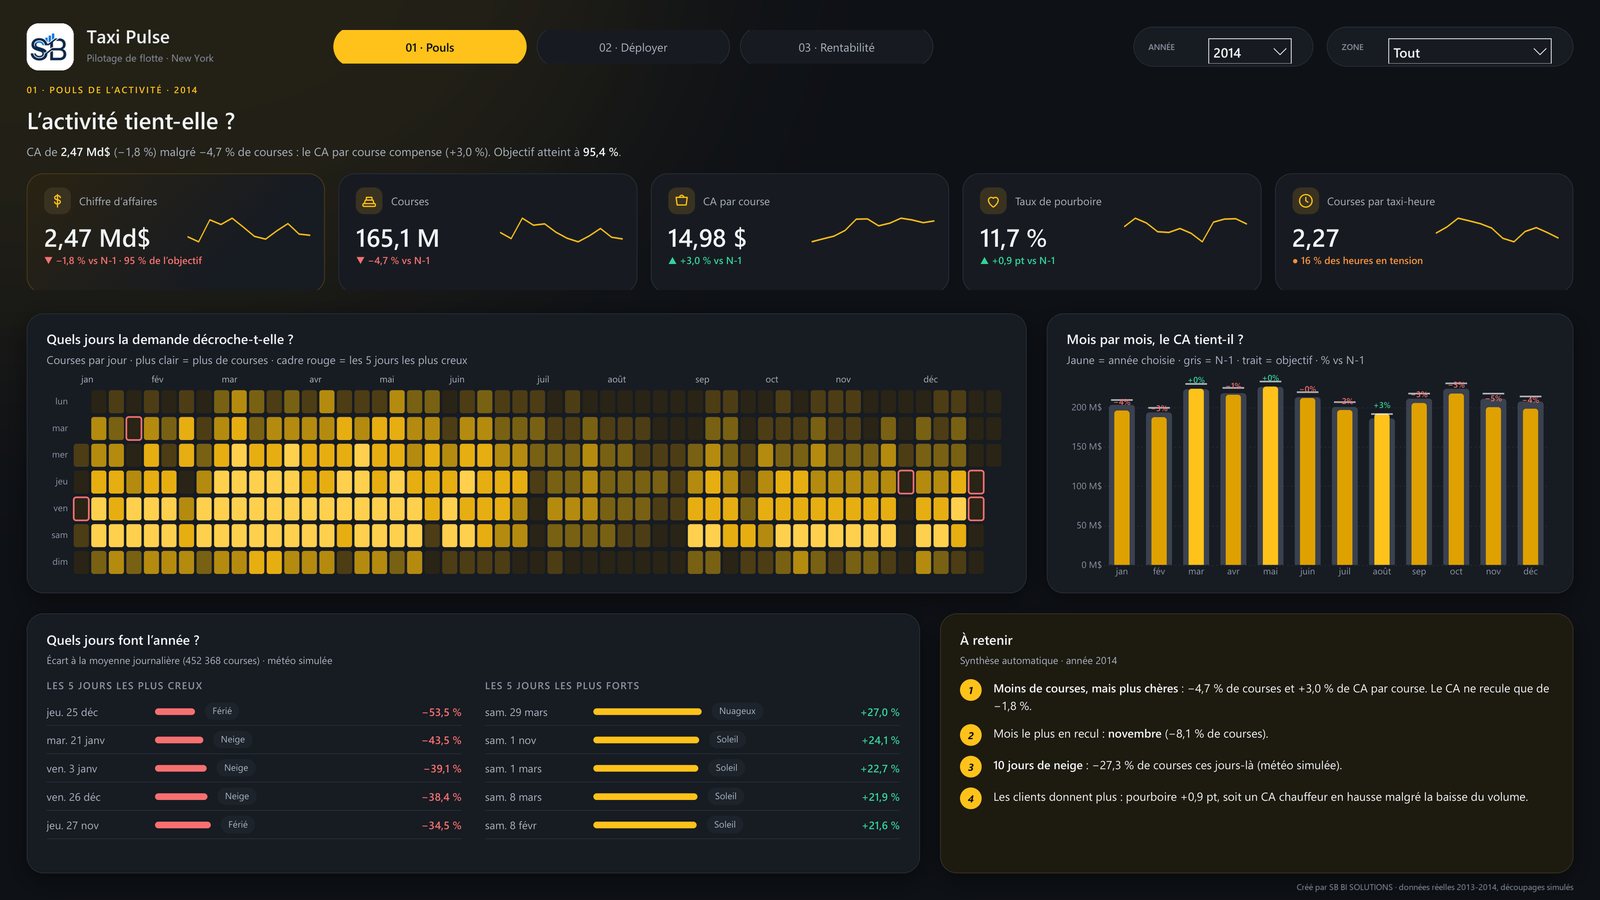 SB
Taxi Pulse
Pilotage de flotte · New York
01 · Pouls
02 · Déployer
03 · Rentabilité
ANNÉE
2014
ZONE
Tout
01 · POULS DE L'ACTIVITÉ · 2014
L'activité tient-elle ?
CA de 2,47 Md$ (−1,8 %) malgré −4,7 % de courses : le CA par course compense (+3,0 %). Objectif atteint à 95,4 %.
$
Chiffre d'affaires
2,47 Md$
▼ −1,8 % vs N-1 · 95 % de l'objectif
Courses
165,1 M
▼ −4,7 % vs N-1
CA par course
14,98 $
▲ +3,0 % vs N-1
Taux de pourboire
11,7 %
▲ +0,9 pt vs N-1
Courses par taxi-heure
2,27
● 16 % des heures en tension
Quels jours la demande décroche-t-elle ?
Courses par jour · plus clair = plus de courses · cadre rouge = les 5 jours les plus creux
jan fév mar avr mai juin juil août sep oct nov déc
lun
mar
mer
jeu
ven
sam
dim
Mois par mois, le CA tient-il ?
Jaune = année choisie · gris = N-1 · trait = objectif · % vs N-1
−4% −3% +0% −1% +0% −0% −3% +3% −3% −3% −5% −4%
200 M$
150 M$
100 M$
50 M$
0 M$
jan fév mar avr mai juin juil août sep oct nov déc
Quels jours font l'année ?
Écart à la moyenne journalière (452 368 courses) · météo simulée
LES 5 JOURS LES PLUS CREUX
jeu. 25 déc Férié −53,5 %
mar. 21 janv Neige −43,5 %
ven. 3 janv Neige −39,1 %
ven. 26 déc Neige −38,4 %
jeu. 27 nov Férié −34,5 %
LES 5 JOURS LES PLUS FORTS
sam. 29 mars Nuageux +27,0 %
sam. 1 nov Soleil +24,1 %
sam. 1 mars Soleil +22,7 %
sam. 8 mars Soleil +21,9 %
sam. 8 févr Soleil +21,6 %
À retenir
Synthèse automatique · année 2014
1 Moins de courses, mais plus chères : −4,7 % de courses et +3,0 % de CA par course. Le CA ne recule que de
−1,8 %.
2 Mois le plus en recul : novembre (−8,1 % de courses).
3 10 jours de neige : −27,3 % de courses ces jours-là (météo simulée).
4 Les clients donnent plus : pourboire +0,9 pt, soit un CA chauffeur en hausse malgré la baisse du volume.
Créé par SB BI SOLUTIONS · données réelles 2013-2014, découpages simulés